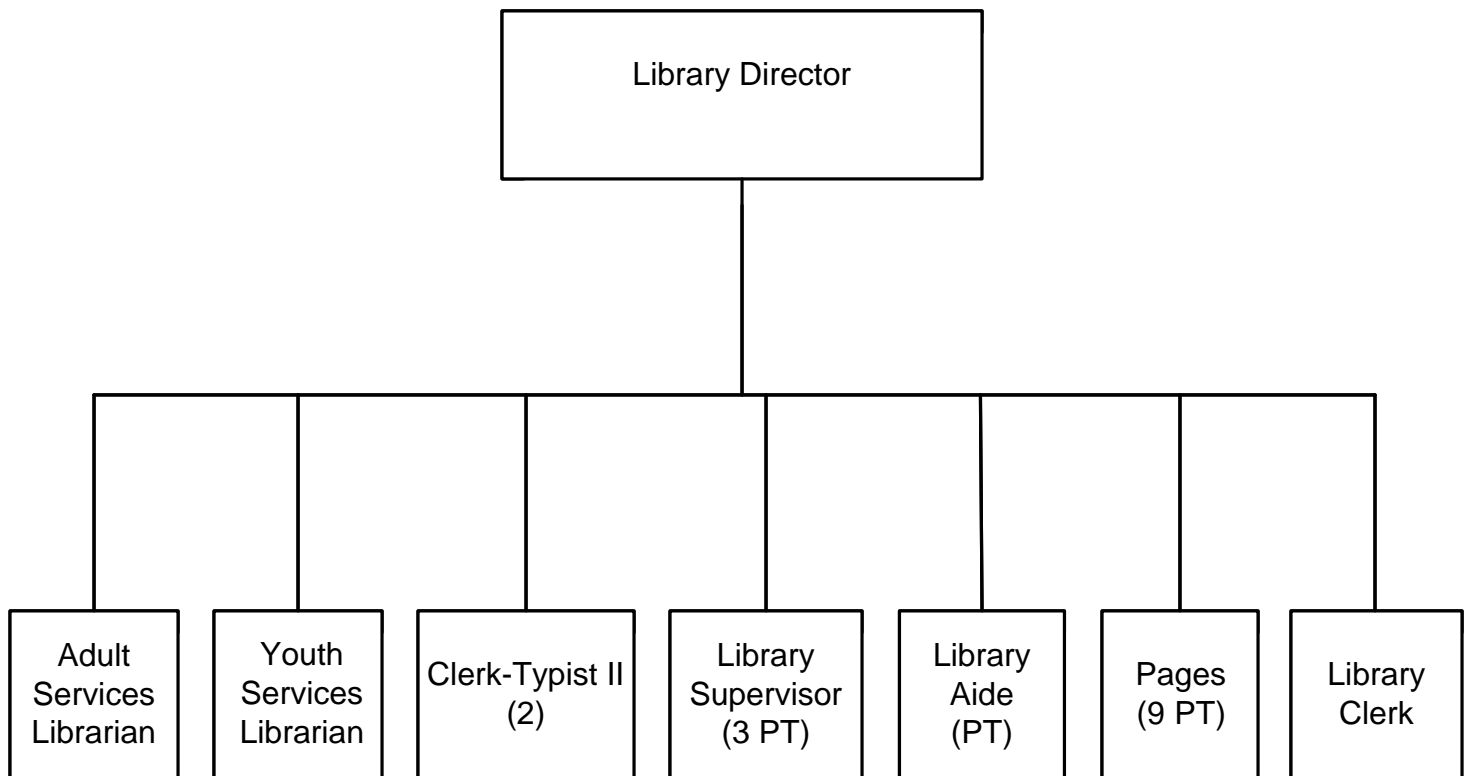 Library Director
Adult
Services
Librarian
Youth
Services
Librarian
Clerk-Typist II
(2)
Library
Supervisor
(3 PT)
Library
Aide
(PT)
Pages
(9 PT)
Library
Clerk